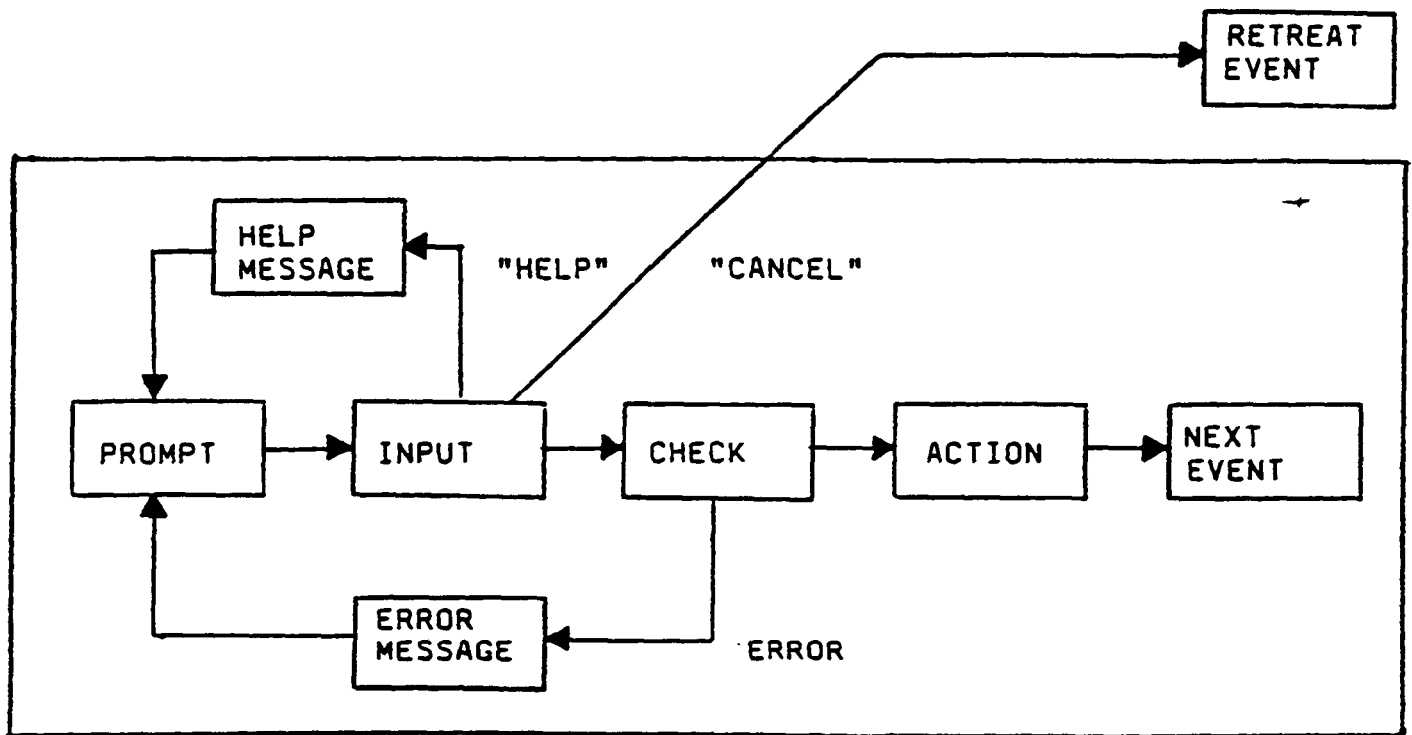 RETREAT
EVENT
HELP
MESSAGE
"HELP"
"CANCEL"
PROMPT
INPUT
CHECK
ACTION
NEXT
EVENT
ERROR
MESSAGE
ERROR